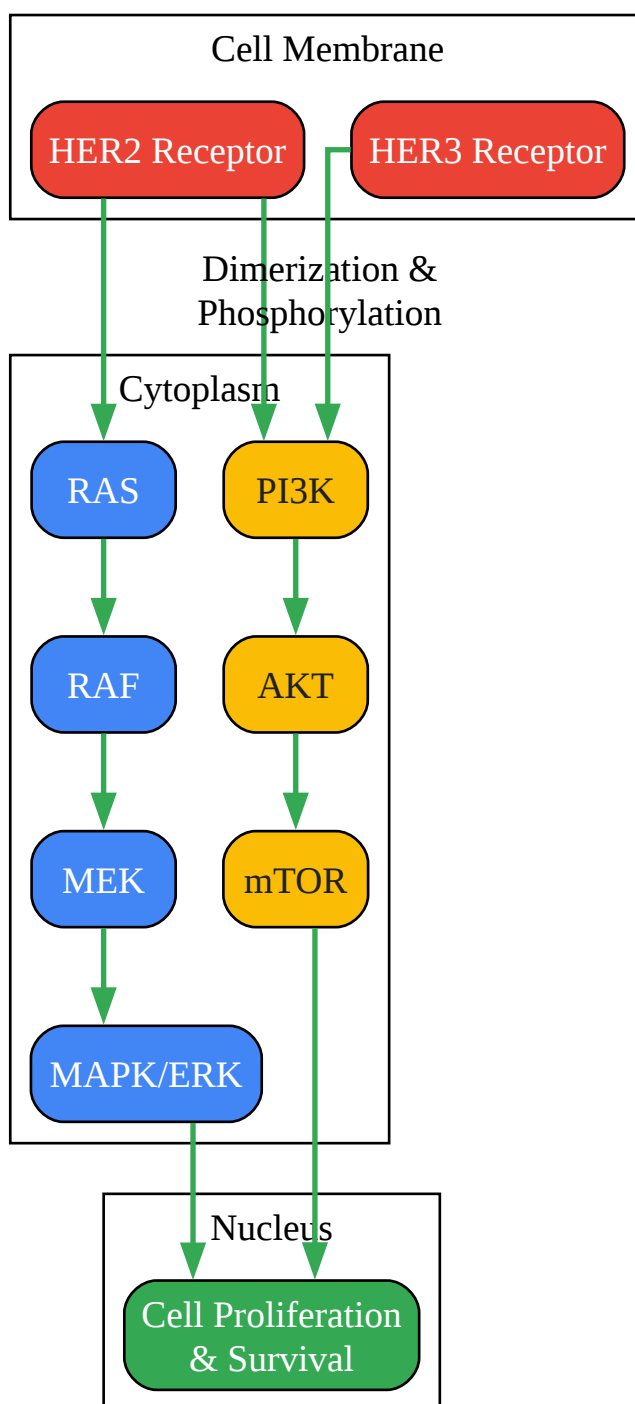 Cell Membrane
HER2 Receptor
HER3 Receptor
Dimerization &
Phosphorylation
Cytoplasm
RAS
PI3K
RAF
AKT
MEK
mTOR
MAPK/ERK
Nucleus
Cell Proliferation
& Survival